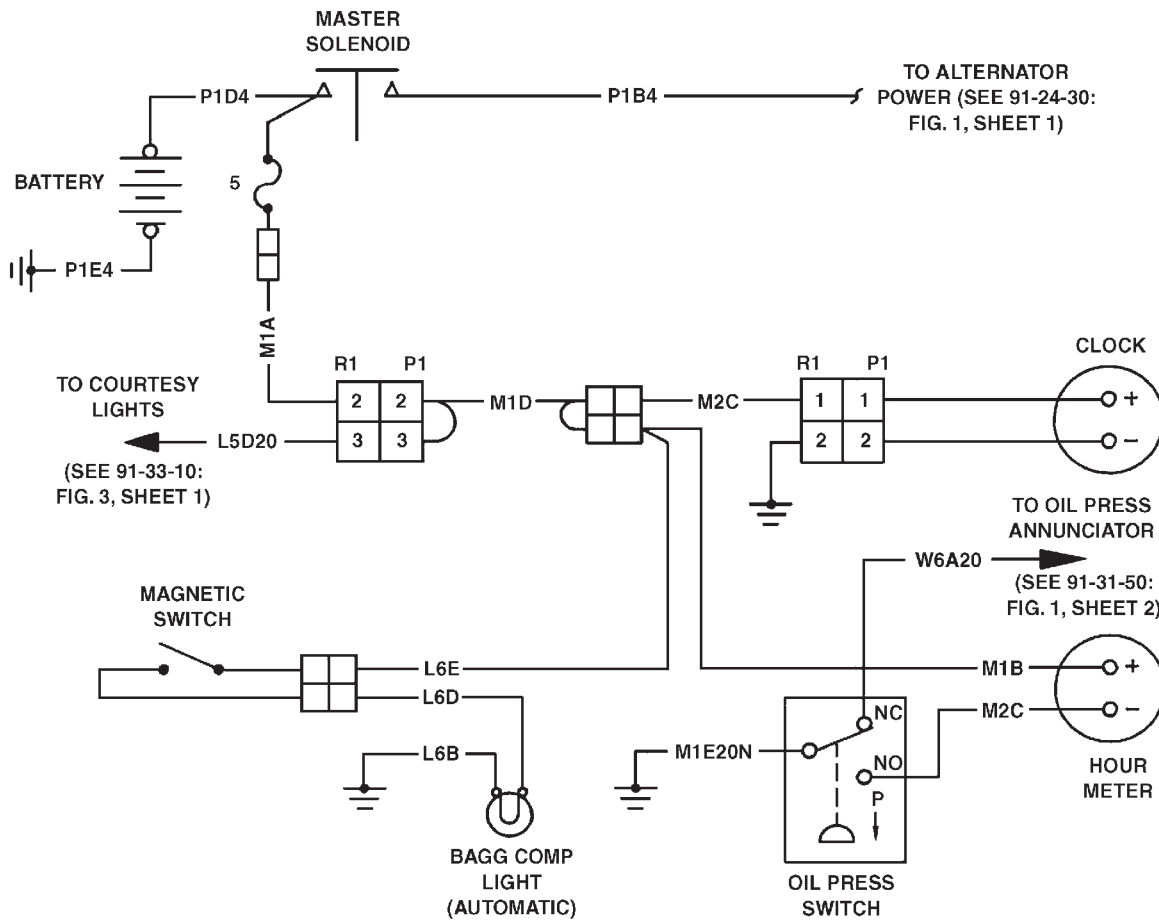 MASTER
SOLENOID
P1D4
P1B4
TO ALTERNATOR
POWER (SEE 91-24-30:
FIG. 1, SHEET 1)
BATTERY
5
P1E4
M1A
R1
P1
2
2
3
3
TO COURTESY
LIGHTS
L5D20
(SEE 91-33-10:
FIG. 3, SHEET 1)
M1D
M2C
R1
P1
1
1
2
2
CLOCK
+
−
TO OIL PRESS
ANNUNCIATOR
W6A20
(SEE 91-31-50:
FIG. 1, SHEET 2)
MAGNETIC
SWITCH
L6E
L6D
L6B
BAGG COMP
LIGHT
(AUTOMATIC)
M1E20N
NC
NO
P
OIL PRESS
SWITCH
M1B
M2C
+
−
HOUR
METER